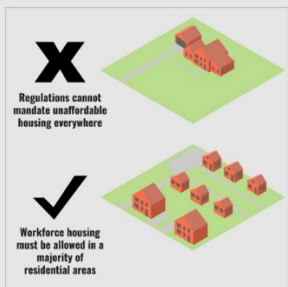 Regulations cannot
mandate unaffordable
housing everywhere
Workforce housing
must be allowed in a
majority of
residential areas